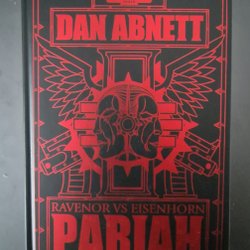 DAN ABNETT
RAVENOR VS EISENHORN
PARIAH